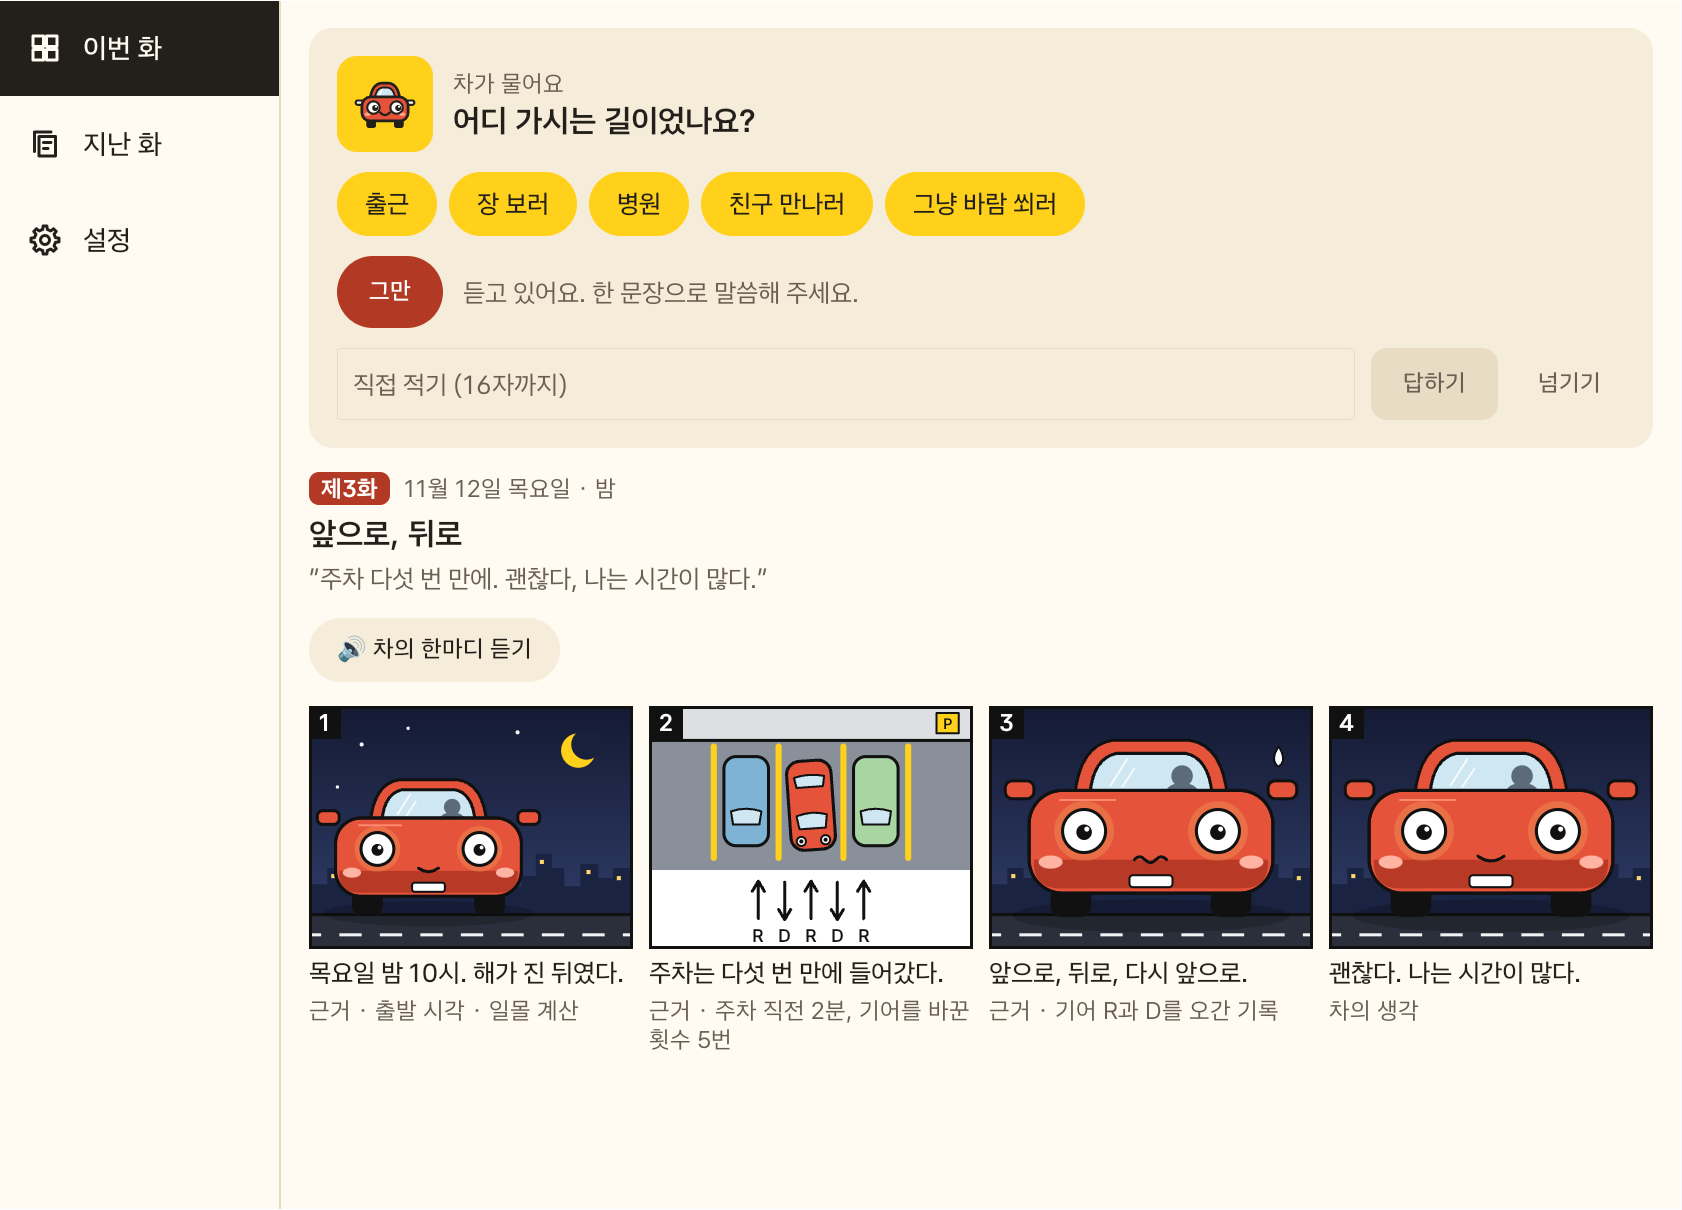 이번 화
지난 화
설정
차가 물어요
어디 가시는 길이었나요?
출근
장 보러
병원
친구 만나러
그냥 바람 쐬러
그만
듣고 있어요. 한 문장으로 말씀해 주세요.
직접 적기 (16자까지)
답하기
넘기기
제3화
11월 12일 목요일 · 밤
앞으로, 뒤로
"주차 다섯 번 만에. 괜찮다, 나는 시간이 많다."
차의 한마디 듣기
1
목요일 밤 10시. 해가 진 뒤였다.
근거 · 출발 시각 · 일몰 계산
2
P
R D R D R
주차는 다섯 번 만에 들어갔다.
근거 · 주차 직전 2분, 기어를 바꾼
횟수 5번
3
앞으로, 뒤로, 다시 앞으로.
근거 · 기어 R과 D를 오간 기록
4
괜찮다. 나는 시간이 많다.
차의 생각